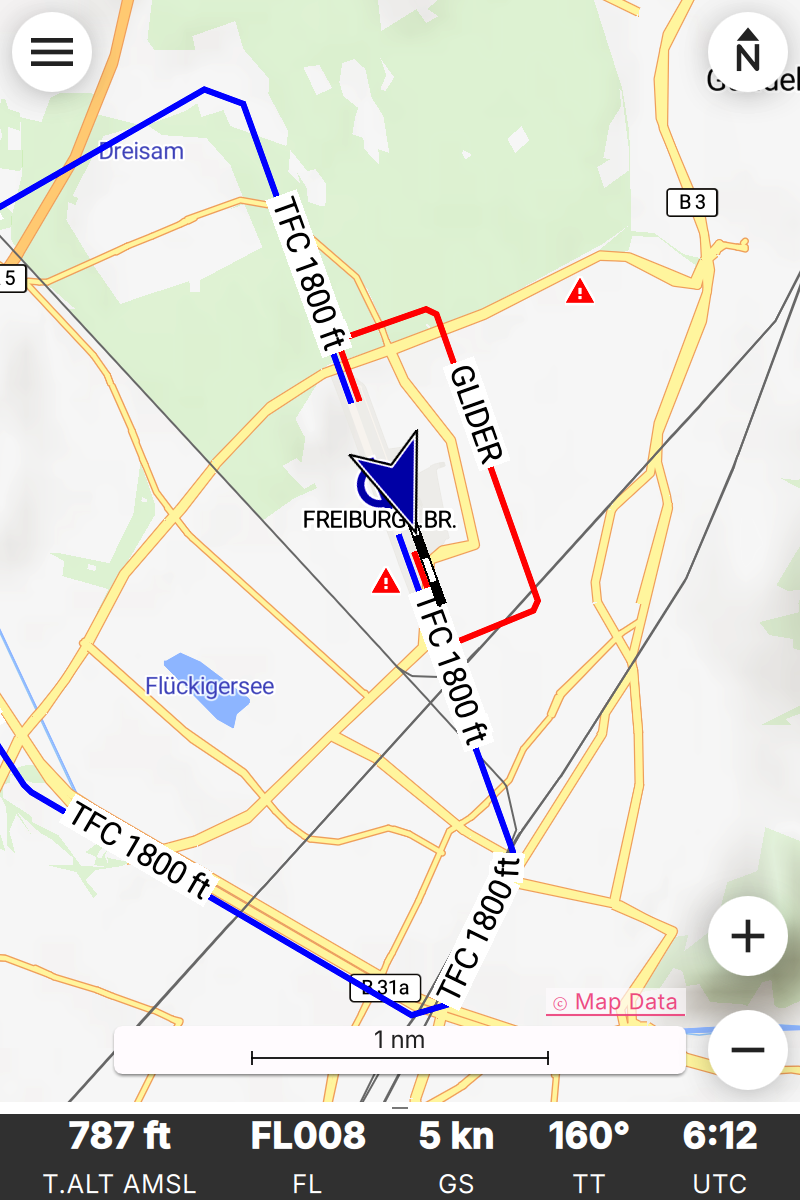 N
Dreisam
B 3
5
TFC 1800 ft
GLIDER
FREIBURG
BR.
TFC 1800 ft
Flückigersee
TFC 1800 ft
TFC 1800 ft
B 31a
© Map Data
1 nm
787 ft FL008 5 kn 160° 6:12
T.ALT AMSL FL GS TT UTC